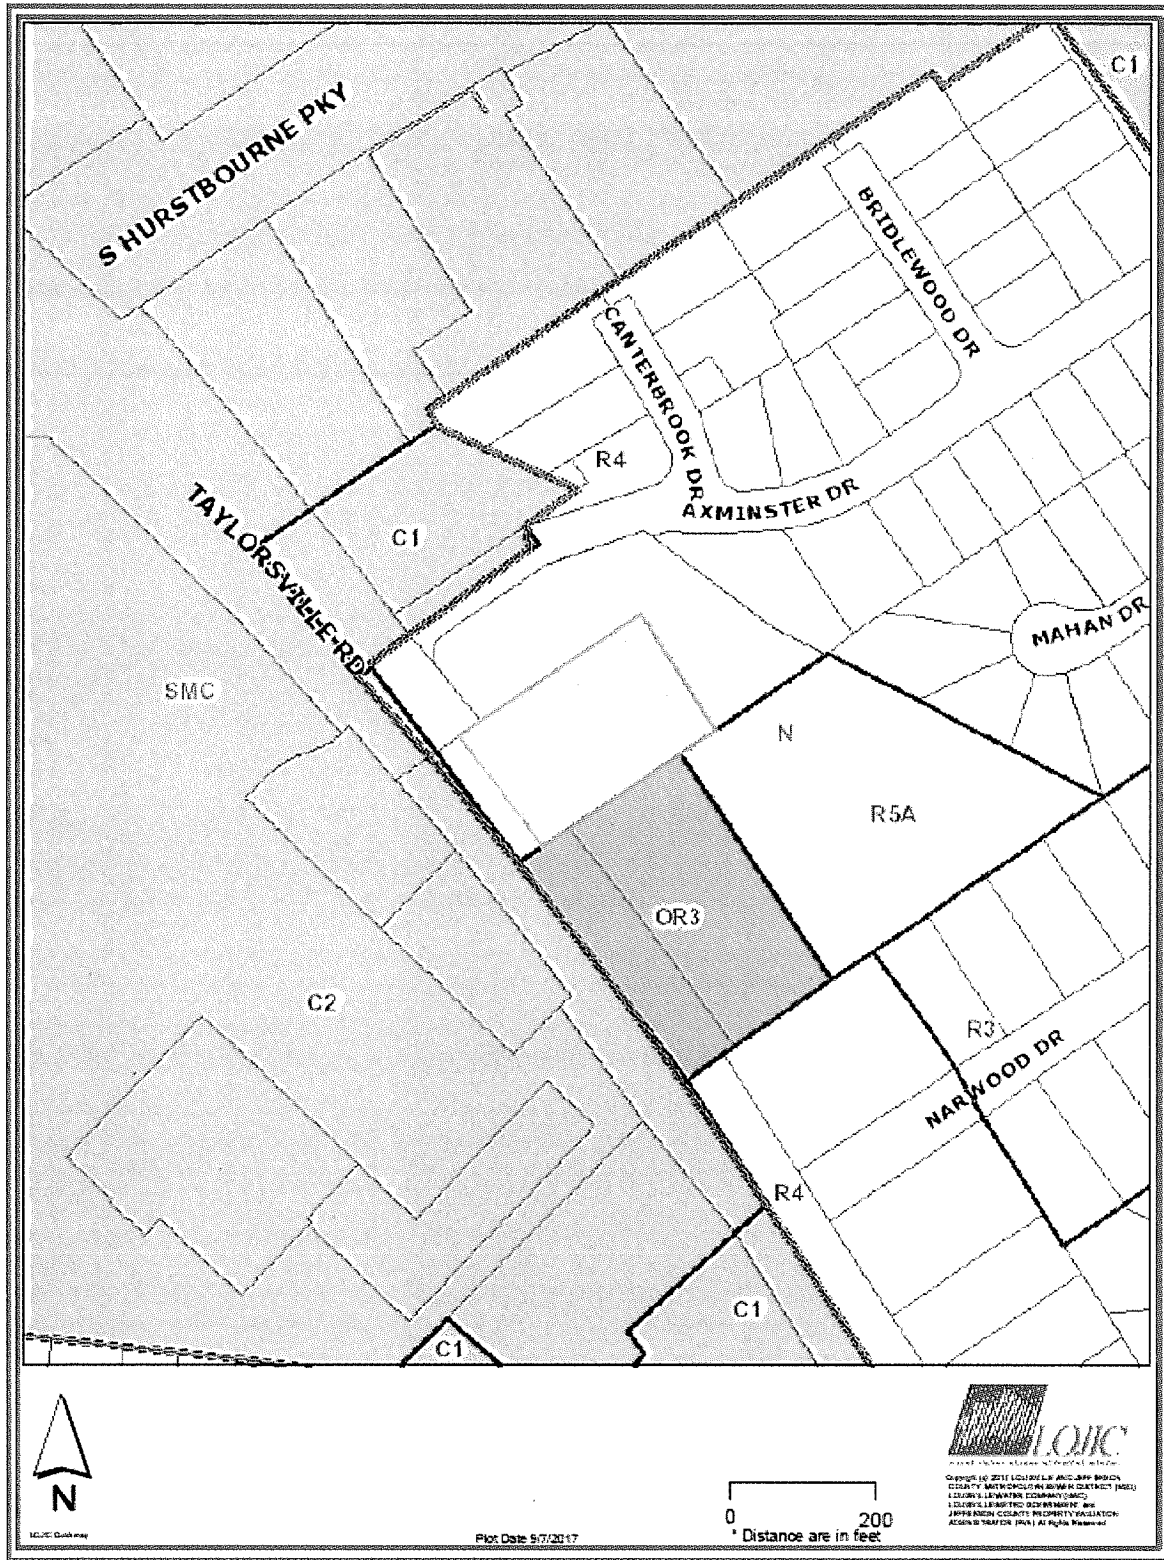 C1
S HURSTBOURNE PKY
BRIDLEWOOD DR
CANTERBROOK DR
R4
AXMINSTER DR
TAYLORSVILLE RD
C1
MAHAN DR
SMC
N
R5A
OR3
C2
R3
NARWOOD DR
R4
C1
C1
N
LOJIC
0 200
* Distance are in feet
Plot Date 9/7/2017